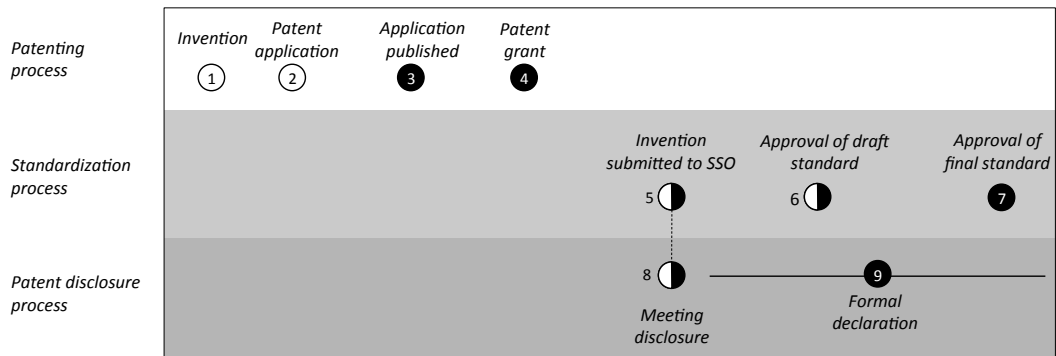 Patenting
process
Invention
Patent
application
Application
published
Patent
grant
1
2
3
4
Standardization
process
Invention
submitted to SSO
Approval of draft
standard
Approval of
final standard
5
6
7
Patent disclosure
process
8
9
Meeting
disclosure
Formal
declaration